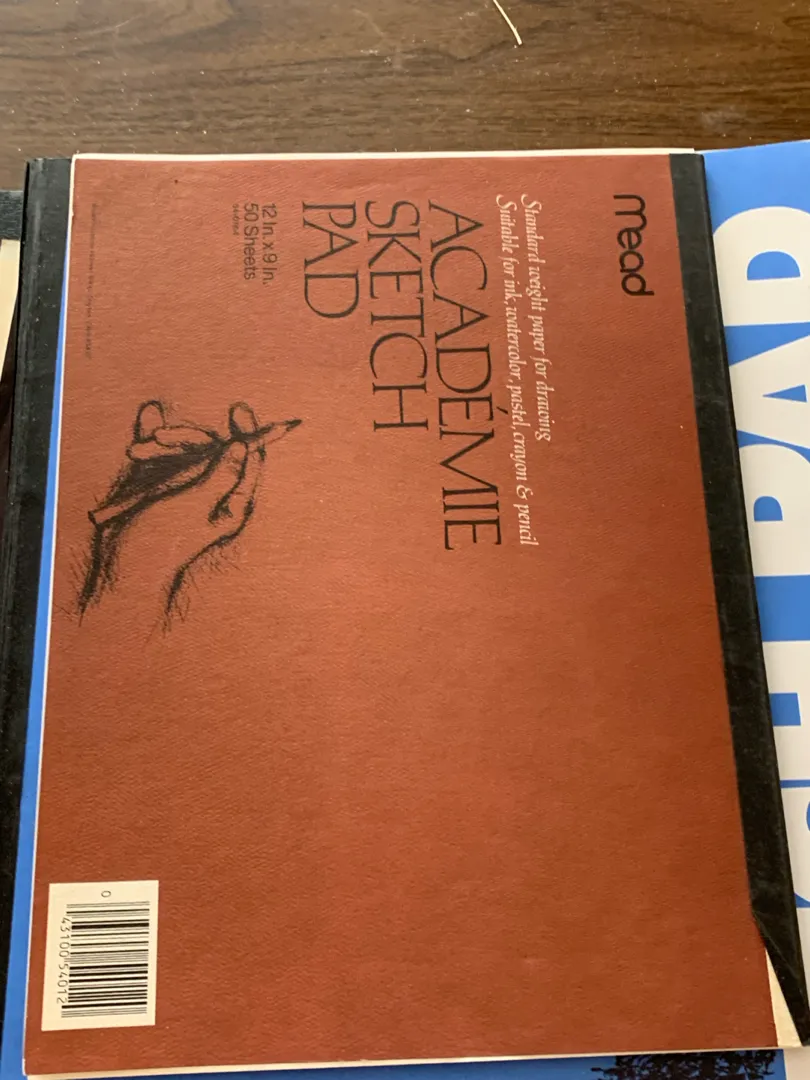 mead
Standard weight paper for drawing
Suitable for ink, watercolor, pastel, crayon & pencil
ACADÉMIE
SKETCH
PAD
12 In. x 9 In.
50 Sheets
0
43100 54012
PAD